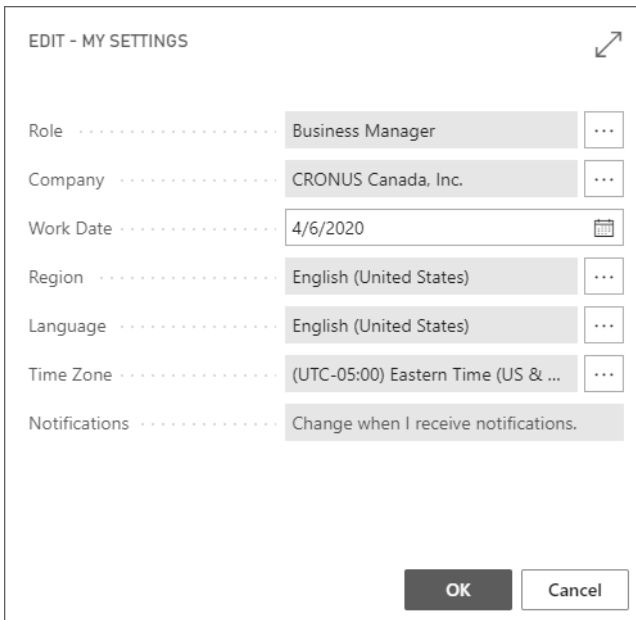 EDIT - MY SETTINGS
Role Business Manager ...
Company CRONUS Canada, Inc. ...
Work Date 4/6/2020
Region English (United States) ...
Language English (United States) ...
Time Zone (UTC-05:00) Eastern Time (US & ... ...
Notifications Change when I receive notifications.
OK Cancel